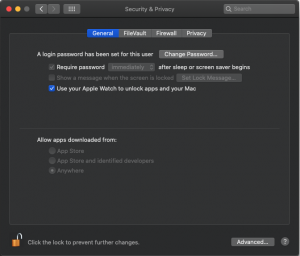 Security & Privacy
Search
General FileVault Firewall Privacy
A login password has been set for this user Change Password...
Require password immediately after sleep or screen saver begins
Show a message when the screen is locked Set Lock Message...
Use your Apple Watch to unlock apps and your Mac
Allow apps downloaded from:
App Store
App Store and identified developers
Anywhere
Click the lock to prevent further changes. Advanced... ?